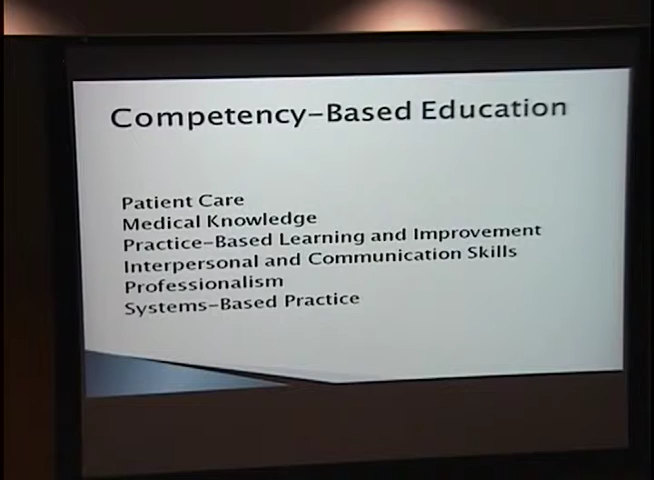 Competency-Based Education
Patient Care
Medical Knowledge
Practice-Based Learning and Improvement
Interpersonal and Communication Skills
Professionalism
Systems-Based Practice